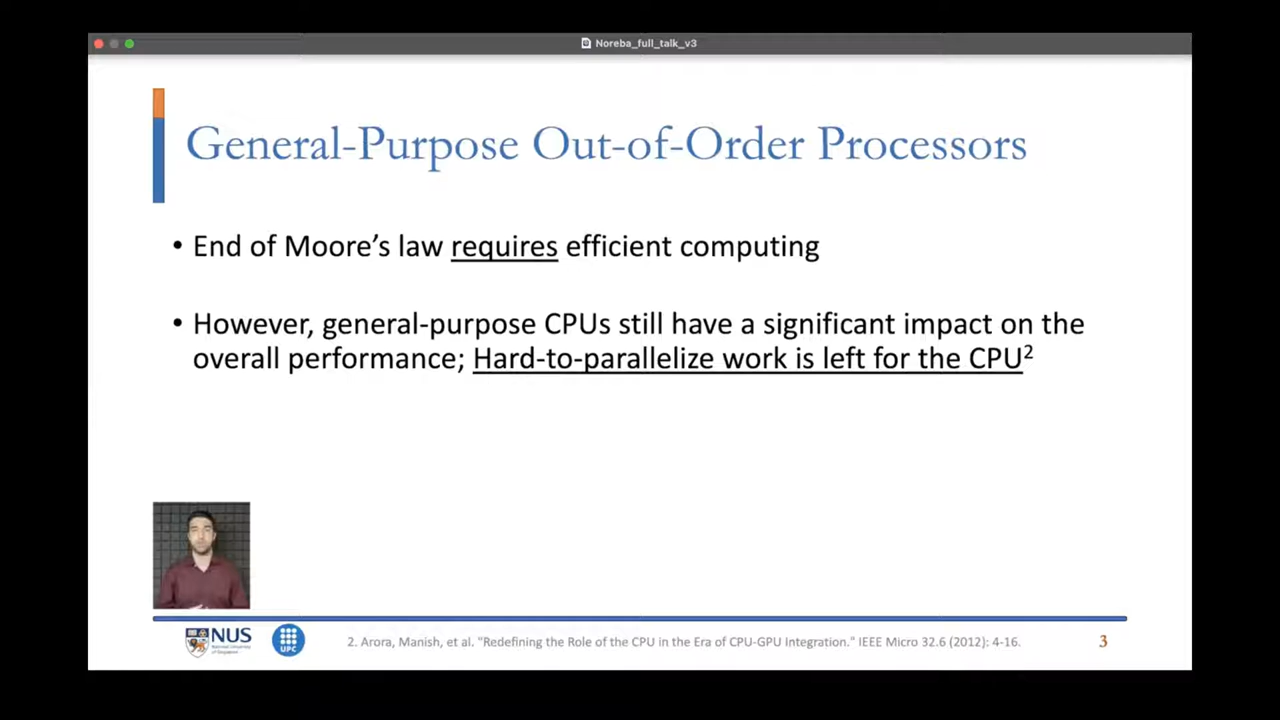 Noreba_full_talk_v3
General-Purpose Out-of-Order Processors
• End of Moore's law requires efficient computing
• However, general-purpose CPUs still have a significant impact on the
overall performance; Hard-to-parallelize work is left for the CPU²
NUS
National University
of Singapore
UPC
2. Arora, Manish, et al. "Redefining the Role of the CPU in the Era of CPU-GPU Integration." IEEE Micro 32.6 (2012): 4-16.
3